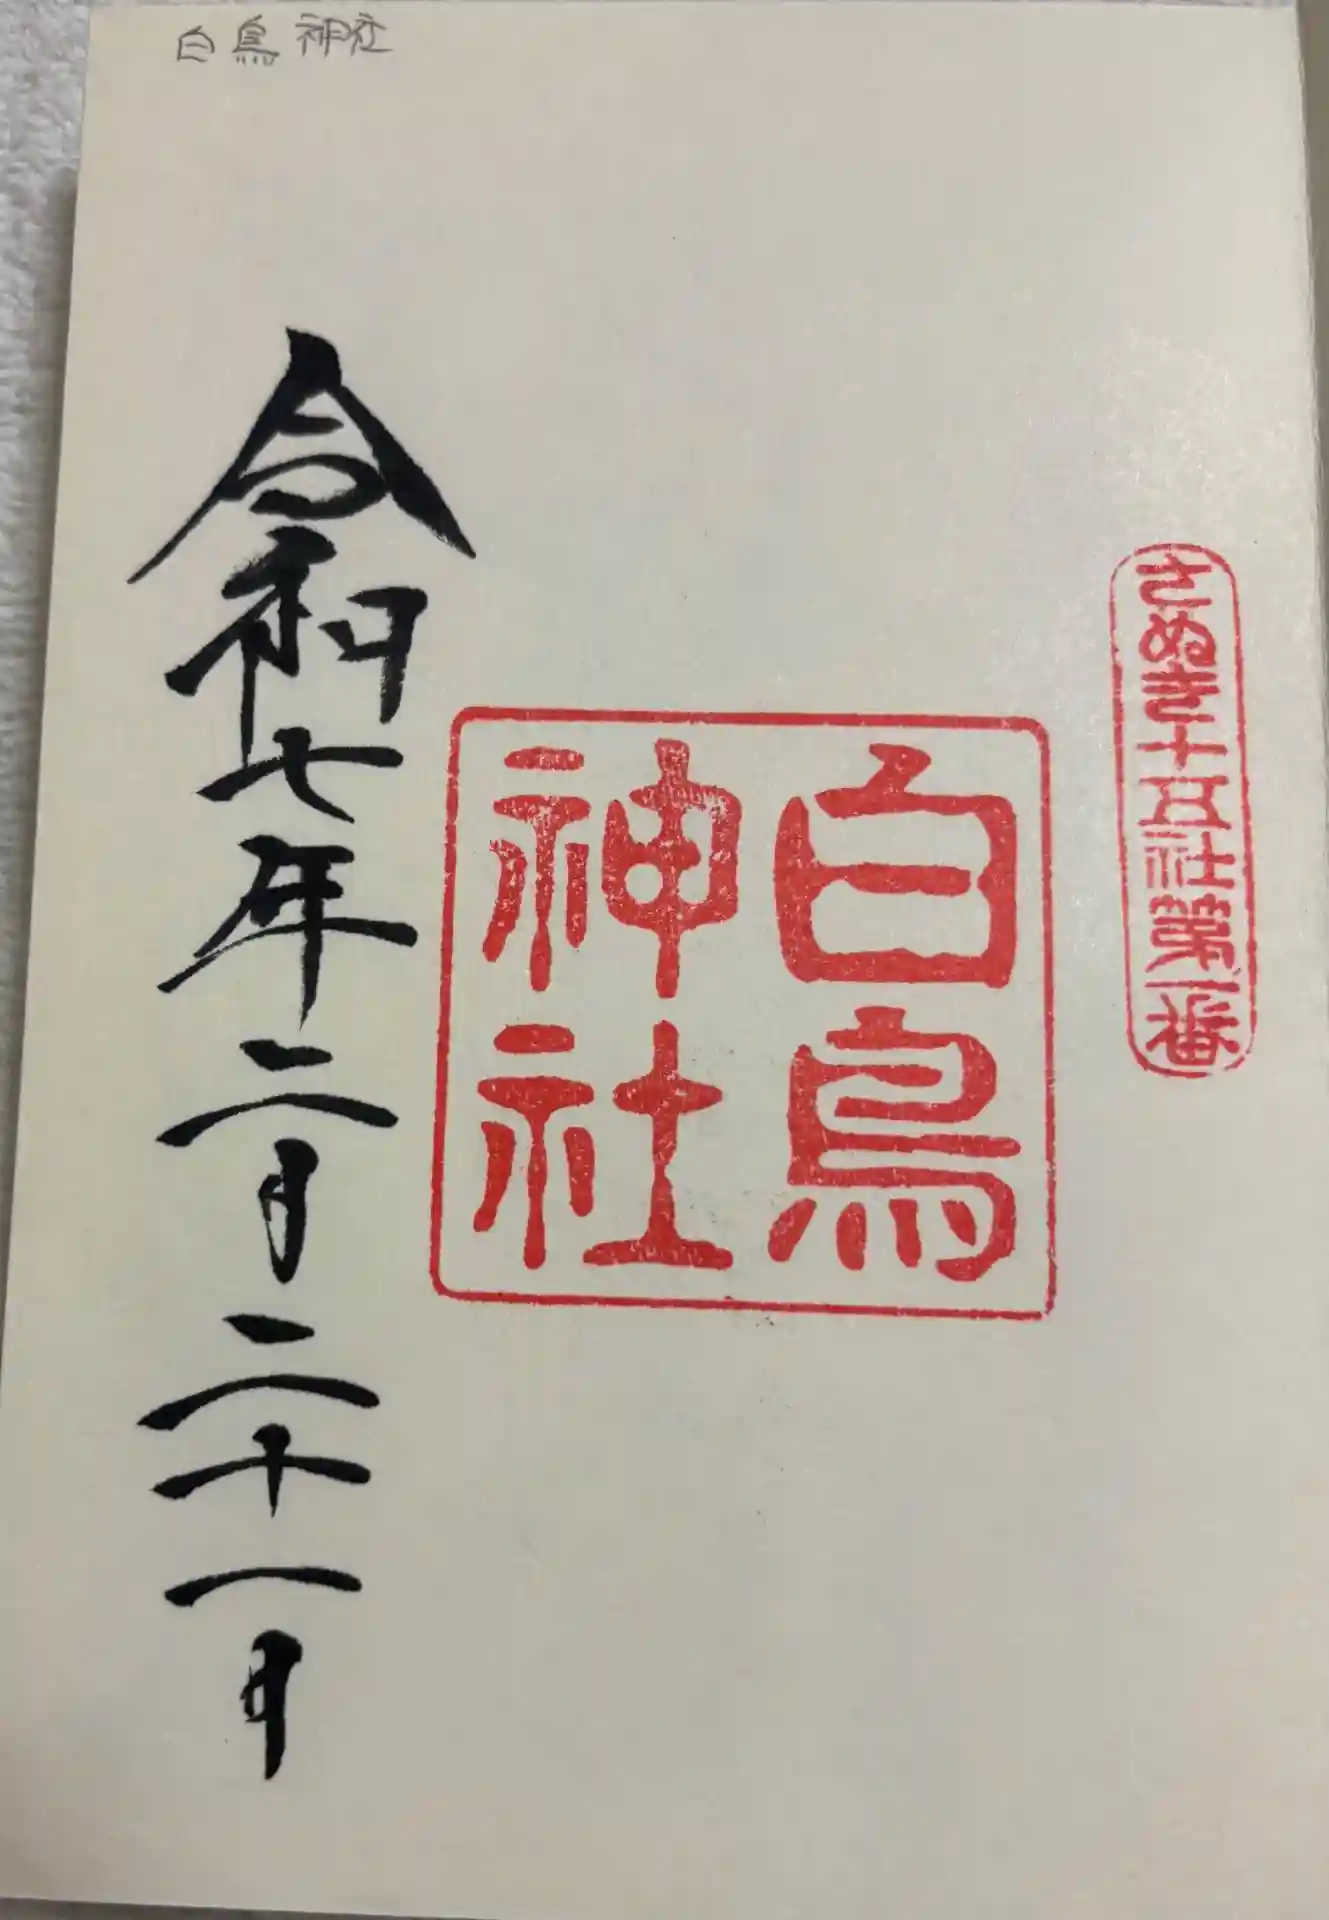 白鳥神社
さぬき十五社第一番
白鳥
神社
令和七年二月二十一日